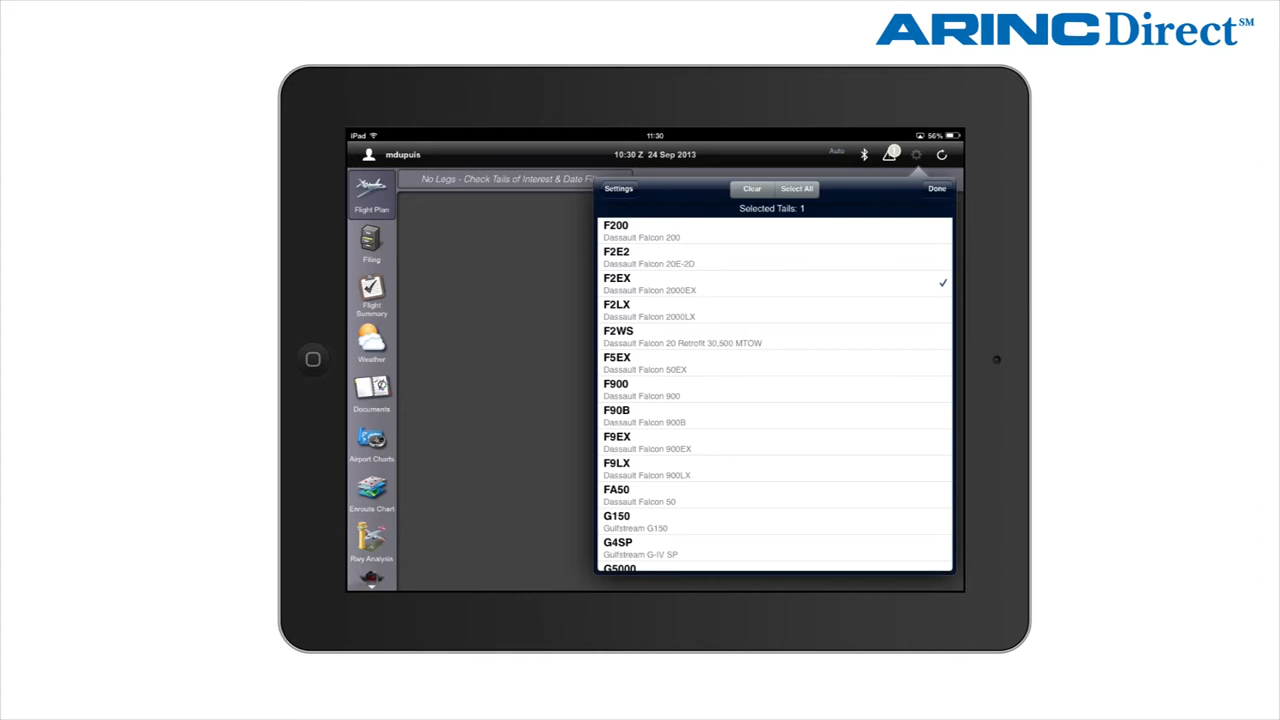 ARINCDirect℠
iPad
11:30
56%
mdupuis
10:30 Z 24 Sep 2013
Auto
No Legs - Check Tails of Interest & Date
Settings
Clear
Select All
Done
Selected Tails: 1
Flight Plan
Filing
Flight
Summary
Weather
Documents
Airport Charts
Enroute Chart
Rwy Analysis
F200
Dassault Falcon 200
F2E2
Dassault Falcon 20E-2D
F2EX
Dassault Falcon 2000EX
F2LX
Dassault Falcon 2000LX
F2WS
Dassault Falcon 20 Retrofit 30,500 MTOW
F5EX
Dassault Falcon 50EX
F900
Dassault Falcon 900
F90B
Dassault Falcon 900B
F9EX
Dassault Falcon 900EX
F9LX
Dassault Falcon 900LX
FA50
Dassault Falcon 50
G150
Gulfstream G150
G4SP
Gulfstream G-IV SP
G5000